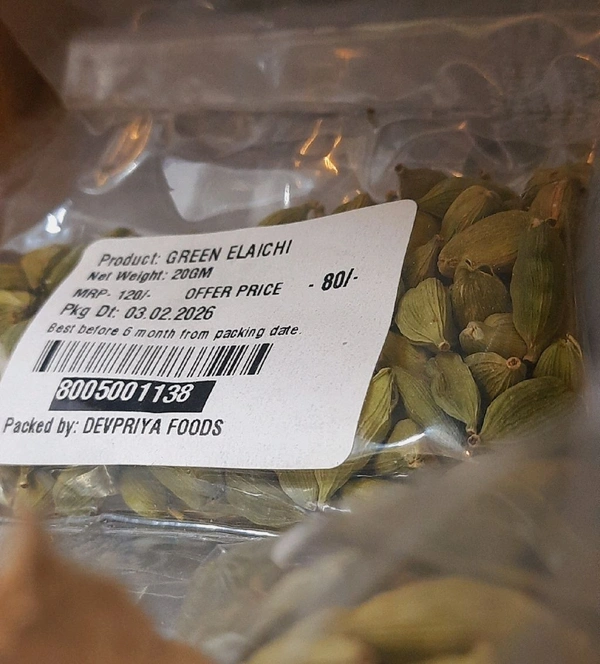 Product: GREEN ELAICHI
Net Weight: 20GM
MRP- 120/- OFFER PRICE - 80/-
Pkg Dt: 03.02.2026
Best before 6 month from packing date.
8005001138
Packed by: DEVPRIYA FOODS